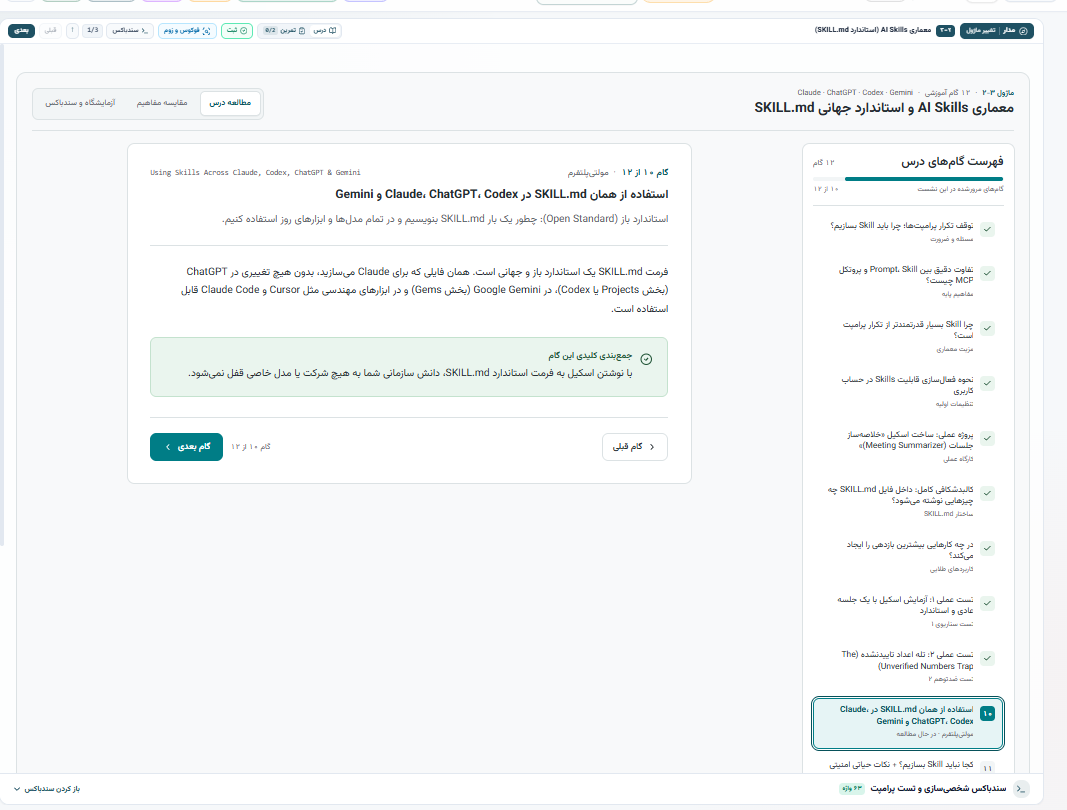 مدار | تغییر ماژول
۲-۳
معماری AI Skills (استاندارد SKILL.md)
درس
تمرین 0/2
ثبت
فوکوس و زوم
سندباکس
1/3
قبلی
بعدی
ماژول ۳-۲ · ۱۲ گام آموزشی · Claude · ChatGPT · Codex · Gemini
معماری AI Skills و استاندارد جهانی SKILL.md
مطالعه درس
مقایسه مفاهیم
آزمایشگاه و سندباکس
فهرست گام‌های درس
۱۲ گام
گام‌های مرورشده در این نشست
۱۰ از ۱۲
توقف تکرار پرامپت‌ها: چرا باید Skill بسازیم؟
مسئله و ضرورت
تفاوت دقیق بین Prompt، Skill و پروتکل
MCP چیست؟
مفاهیم پایه
چرا Skill بسیار قدرتمندتر از تکرار پرامپت
است؟
مزیت معماری
نحوه فعال‌سازی قابلیت Skills در حساب
کاربری
تنظیمات اولیه
پروژه عملی: ساخت اسکیل «خلاصه‌ساز
جلسات (Meeting Summarizer)»
کارگاه عملی
کالبدشکافی کامل: داخل فایل SKILL.md چه
چیزهایی نوشته می‌شود؟
ساختار SKILL.md
در چه کارهایی بیشترین بازدهی را ایجاد
می‌کند؟
کاربردهای طلایی
تست عملی ۱: آزمایش اسکیل با یک جلسه
عادی و استاندارد
تست سناریوی ۱
تست عملی ۲: تله اعداد تاییدنشده (The
Unverified Numbers Trap)
تست ضدتوهم ۲
۱۰
استفاده از همان SKILL.md در Claude،
ChatGPT، Codex و Gemini
مولتی‌پلتفرم · در حال مطالعه
۱۱
کجا نباید Skill بسازیم؟ + نکات حیاتی امنیتی
گام ۱۰ از ۱۲ · مولتی‌پلتفرم
Using Skills Across Claude, Codex, ChatGPT & Gemini
استفاده از همان SKILL.md در Claude، ChatGPT، Codex و Gemini
استاندارد باز (Open Standard): چطور یک بار SKILL.md بنویسیم و در تمام مدل‌ها و ابزارهای روز استفاده کنیم.
فرمت SKILL.md یک استاندارد باز و جهانی است. همان فایلی که برای Claude می‌سازید، بدون هیچ تغییری در ChatGPT
(بخش Projects یا Codex)، در Google Gemini (بخش Gems) و در ابزارهای مهندسی مثل Cursor و Claude Code قابل
استفاده است.
جمع‌بندی کلیدی این گام
با نوشتن اسکیل به فرمت استاندارد SKILL.md، دانش سازمانی شما به هیچ شرکت یا مدل خاصی قفل نمی‌شود.
گام قبلی
گام ۱۰ از ۱۲
گام بعدی
سندباکس شخصی‌سازی و تست پرامپت
۶۳ واژه
باز کردن سندباکس